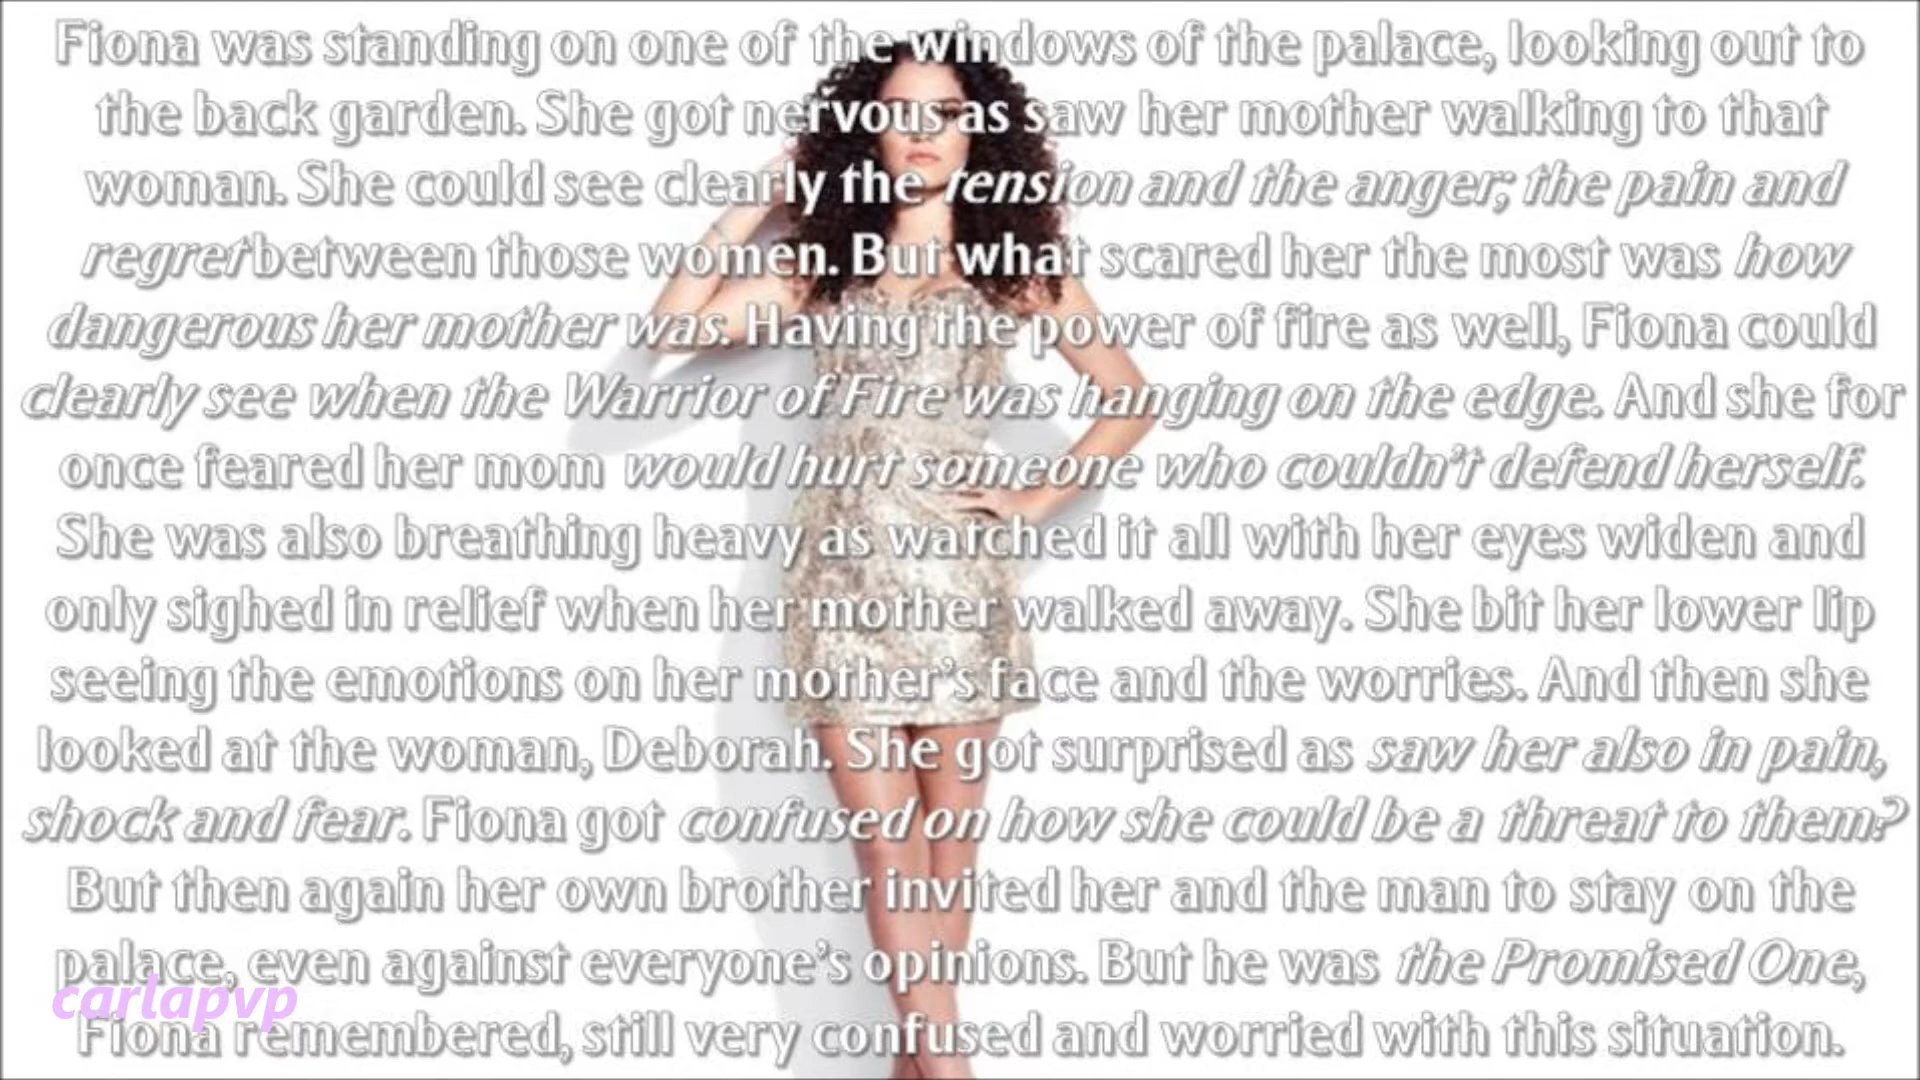 Fiona was standing on one of the windows of the palace, looking out to
the back garden. She got nervous as saw her mother walking to that
woman. She could see clearly the tension and the anger; the pain and
regret between those women. But what scared her the most was how
dangerous her mother was. Having the power of fire as well, Fiona could
clearly see when the Warrior of Fire was hanging on the edge. And she for
once feared her mom would hurt someone who couldn't defend herself.
She was also breathing heavy as watched it all with her eyes widen and
only sighed in relief when her mother walked away. She bit her lower lip
seeing the emotions on her mother's face and the worries. And then she
looked at the woman, Deborah. She got surprised as saw her also in pain,
shock and fear. Fiona got confused on how she could be a threat to them?
But then again her own brother invited her and the man to stay on the
palace, even against everyone's opinions. But he was the Promised One,
carlapvp
Fiona remembered, still very confused and worried with this situation.